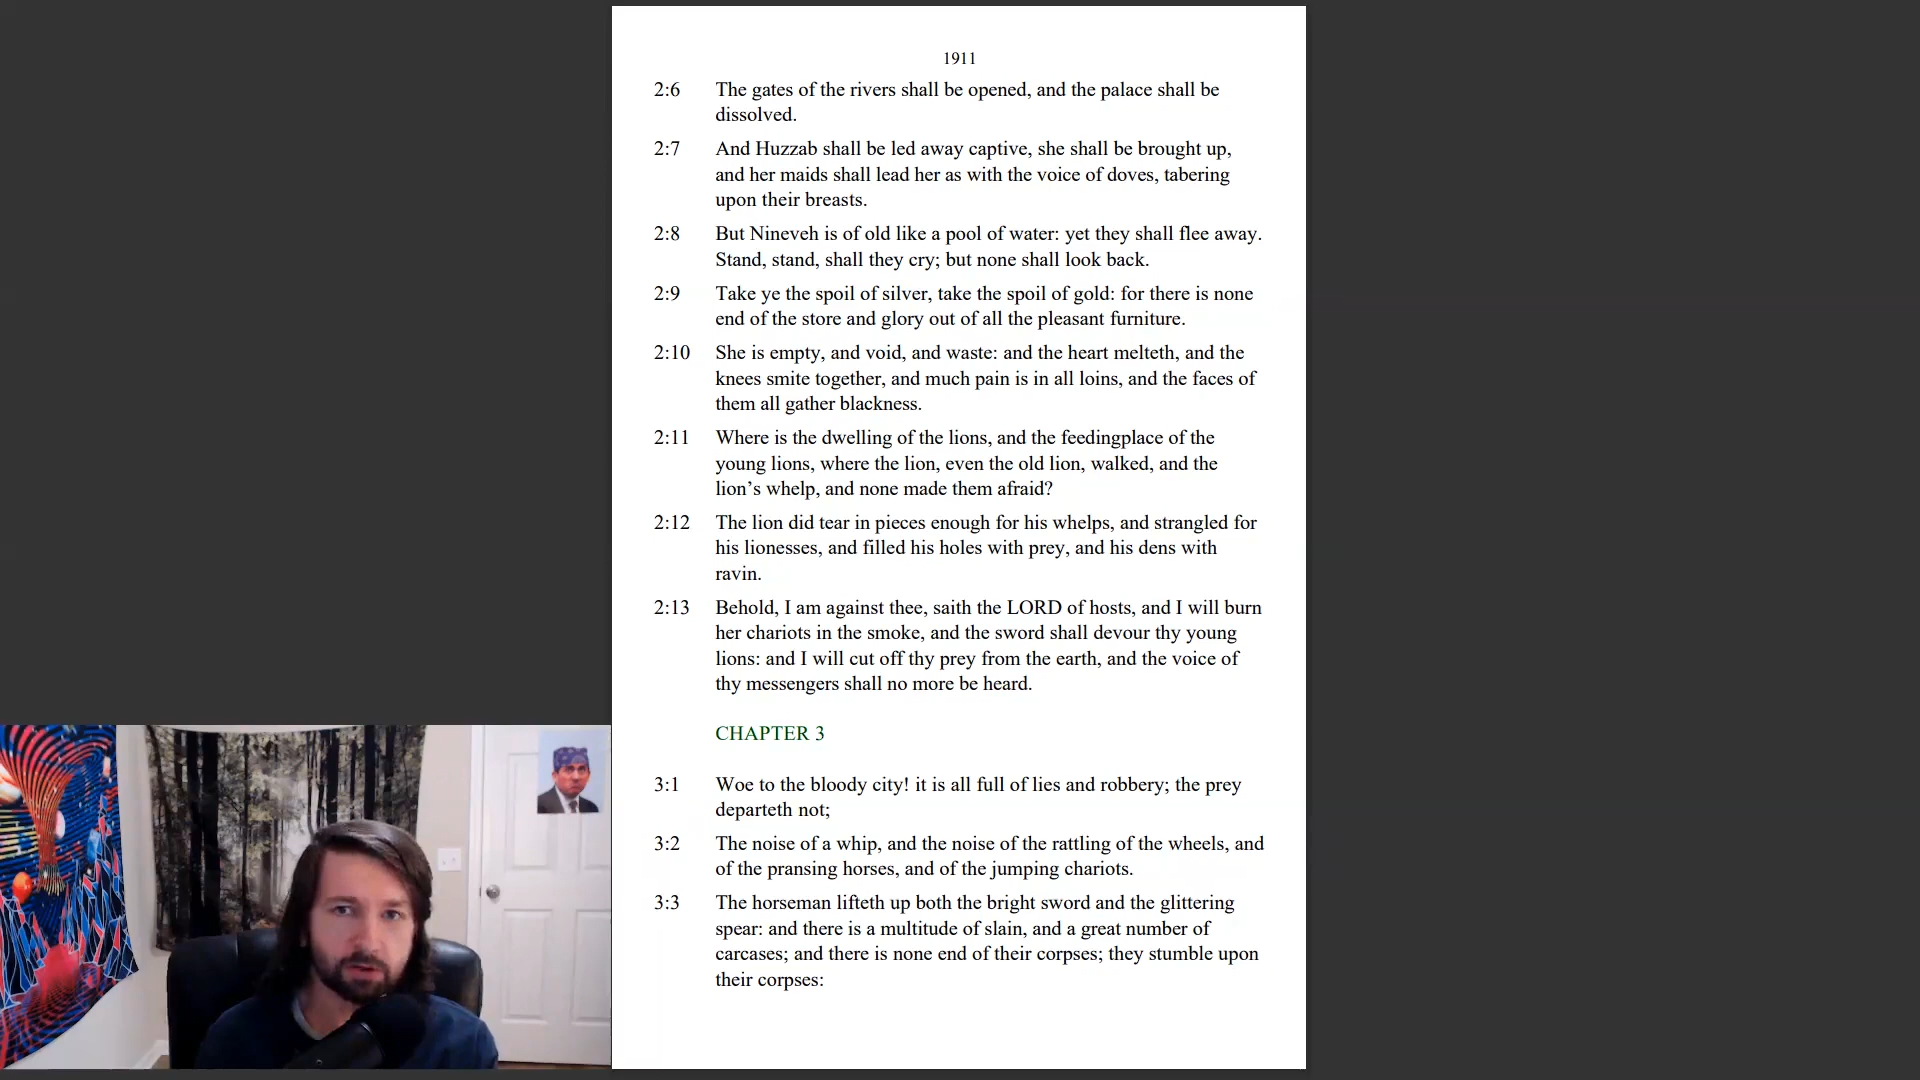 1911
2:6 The gates of the rivers shall be opened, and the palace shall be
dissolved.
2:7 And Huzzab shall be led away captive, she shall be brought up,
and her maids shall lead her as with the voice of doves, tabering
upon their breasts.
2:8 But Nineveh is of old like a pool of water: yet they shall flee away.
Stand, stand, shall they cry; but none shall look back.
2:9 Take ye the spoil of silver, take the spoil of gold: for there is none
end of the store and glory out of all the pleasant furniture.
2:10 She is empty, and void, and waste: and the heart melteth, and the
knees smite together, and much pain is in all loins, and the faces of
them all gather blackness.
2:11 Where is the dwelling of the lions, and the feedingplace of the
young lions, where the lion, even the old lion, walked, and the
lion’s whelp, and none made them afraid?
2:12 The lion did tear in pieces enough for his whelps, and strangled for
his lionesses, and filled his holes with prey, and his dens with
ravin.
2:13 Behold, I am against thee, saith the LORD of hosts, and I will burn
her chariots in the smoke, and the sword shall devour thy young
lions: and I will cut off thy prey from the earth, and the voice of
thy messengers shall no more be heard.
CHAPTER 3
3:1 Woe to the bloody city! it is all full of lies and robbery; the prey
departeth not;
3:2 The noise of a whip, and the noise of the rattling of the wheels, and
of the pransing horses, and of the jumping chariots.
3:3 The horseman lifteth up both the bright sword and the glittering
spear: and there is a multitude of slain, and a great number of
carcases; and there is none end of their corpses; they stumble upon
their corpses: